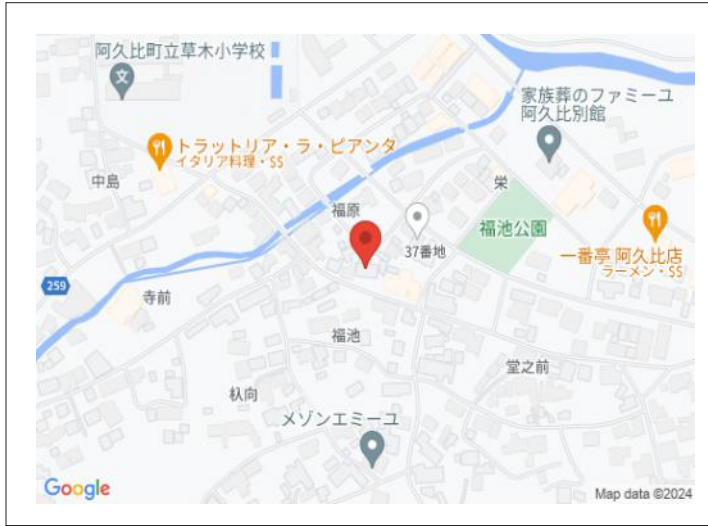 阿久比町立草木小学校
文
家族葬のファミーユ
阿久比別館
トラットリア・ラ・ピアンタ
イタリア料理・$$
中島
栄
福原
福池公園
37番地
一番亭 阿久比店
ラーメン・$$
259
寺前
福池
堂之前
杁向
メゾンエミーユ
Google
Map data ©2024